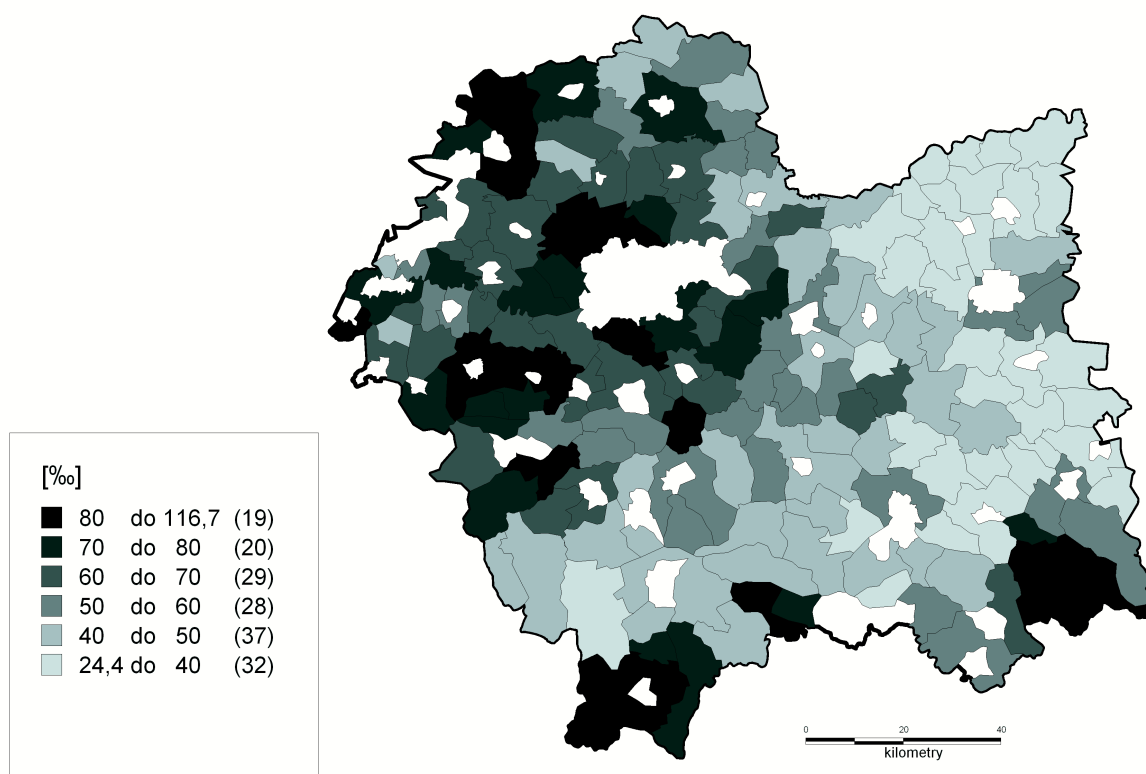 [‰]
80 do 116,7 (19)
70 do 80 (20)
60 do 70 (29)
50 do 60 (28)
40 do 50 (37)
24,4 do 40 (32)
0 20 40
kilometry